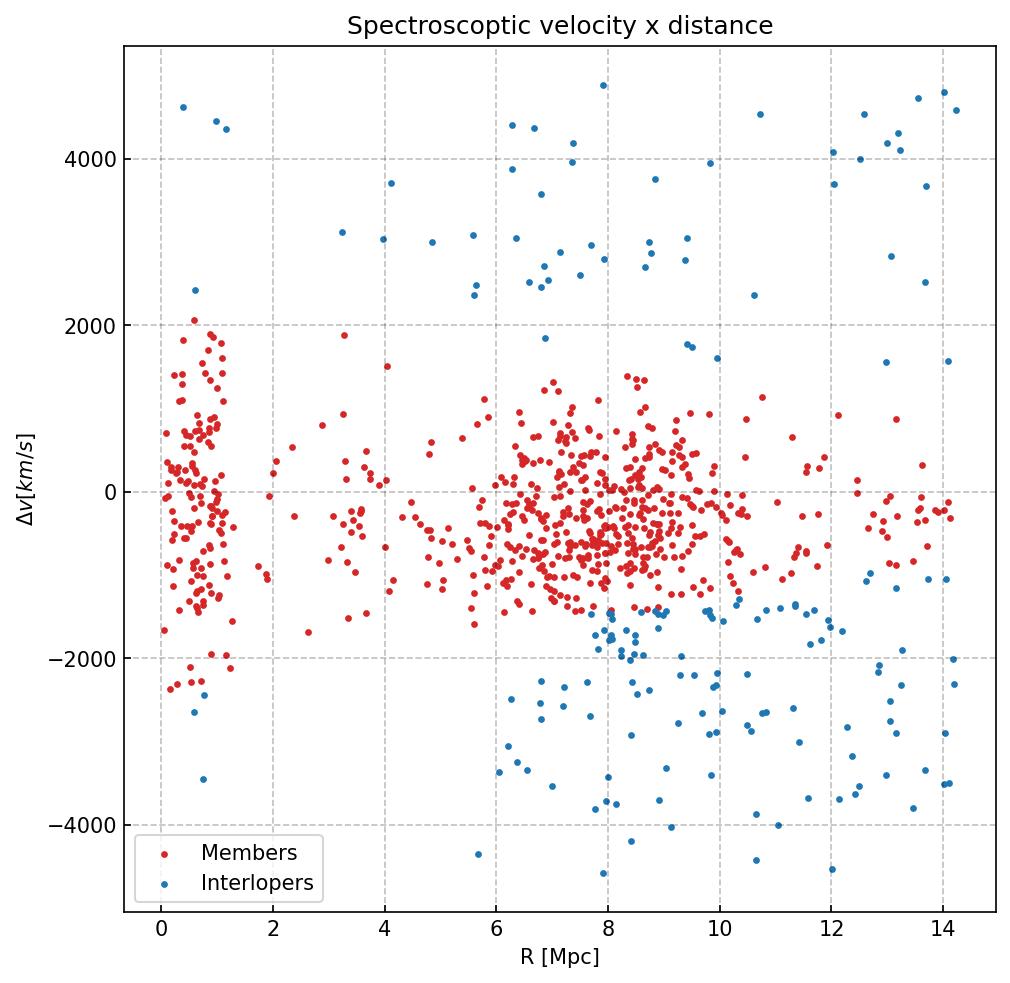 Spectroscoptic velocity x distance
Δv[km/s]
4000
2000
0
−2000
−4000
Members
Interlopers
0 2 4 6 8 10 12 14
R [Mpc]